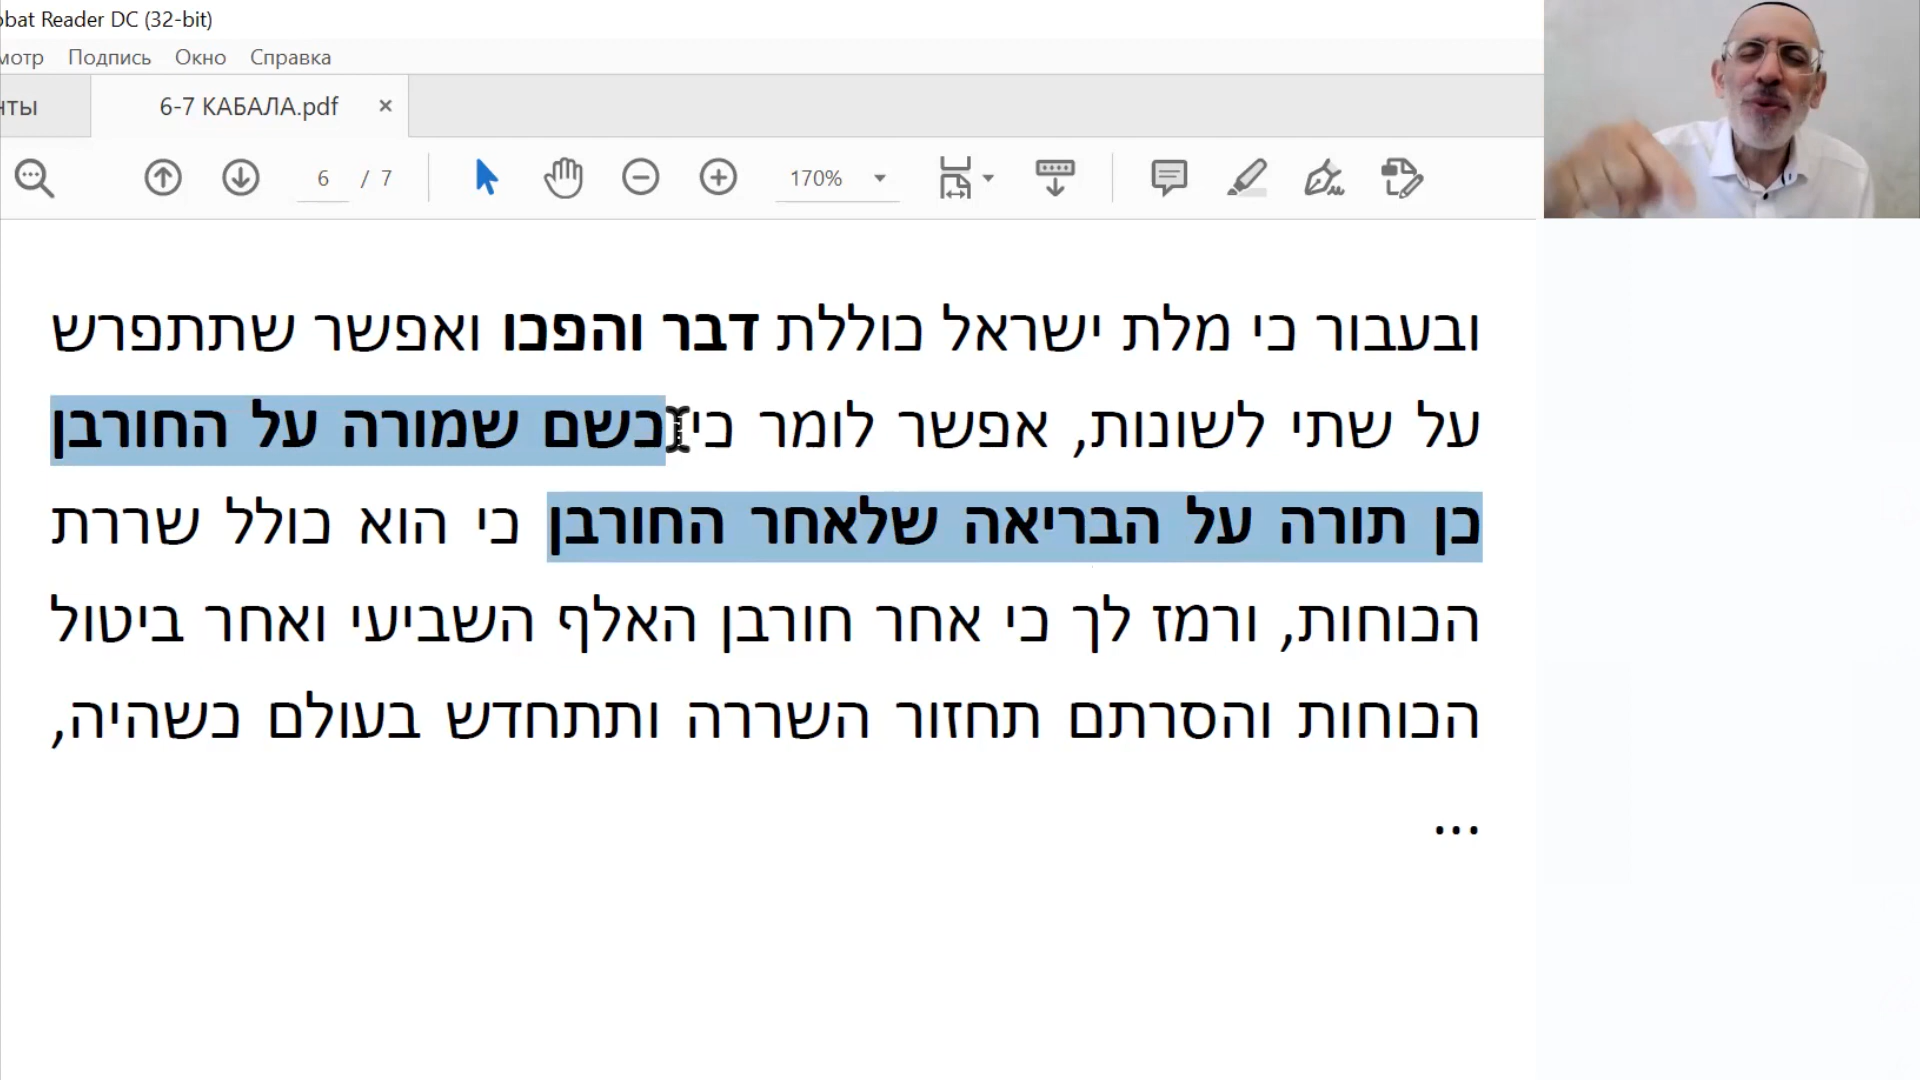 obat Reader DC (32-bit)
мотр Подпись Окно Справка
нты 6-7 КАБАЛА.pdf
6 / 7 170%
ובעבור כי מלת ישראל כוללת דבר והפכו ואפשר שתתפרש
על שתי לשונות, אפשר לומר כי כשם שמורה על החורבן
כן תורה על הבריאה שלאחר החורבן כי הוא כולל שררת
הכוחות, ורמז לך כי אחר חורבן האלף השביעי ואחר ביטול
הכוחות והסרתם תחזור השררה ותתחדש בעולם כשהיה,
...